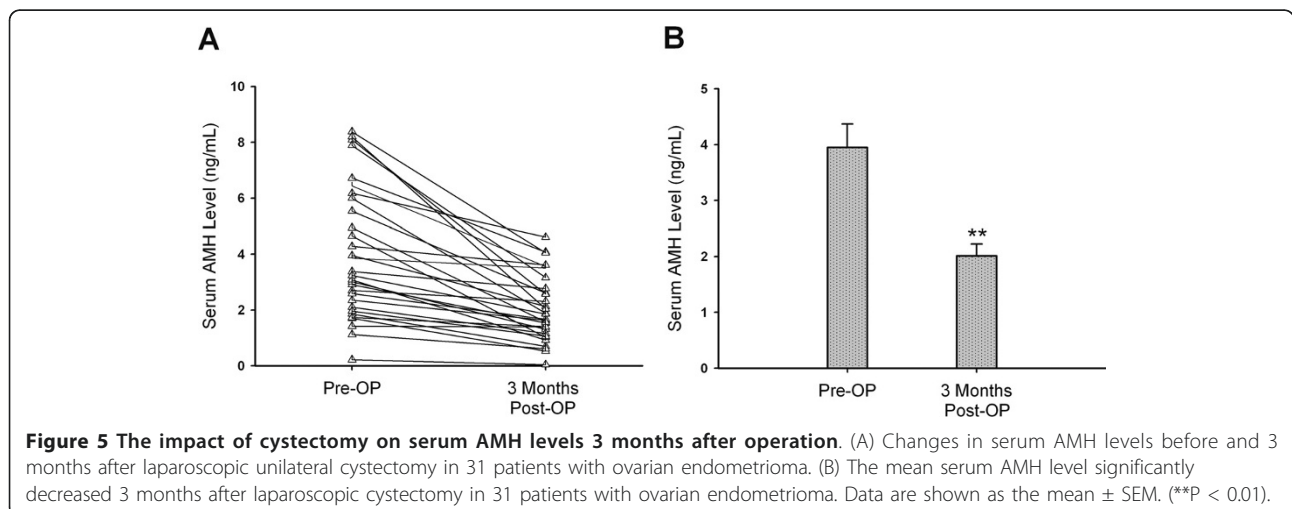 A
Serum AMH Level (ng/mL)
10
8
6
4
2
0
Pre-OP
3 Months
Post-OP
B
Serum AMH Level (ng/mL)
5
4
3
2
1
0
**
Pre-OP
3 Months
Post-OP
Figure 5 The impact of cystectomy on serum AMH levels 3 months after operation. (A) Changes in serum AMH levels before and 3
months after laparoscopic unilateral cystectomy in 31 patients with ovarian endometrioma. (B) The mean serum AMH level significantly
decreased 3 months after laparoscopic cystectomy in 31 patients with ovarian endometrioma. Data are shown as the mean ± SEM. (**P < 0.01).